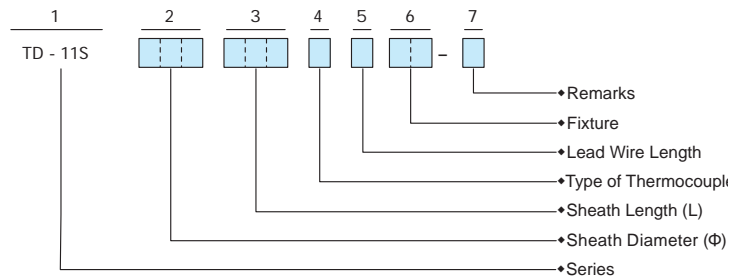 1 2 3 4 5 6 7
TD - 11S –
Remarks
Fixture
Lead Wire Length
Type of Thermocouple
Sheath Length (L)
Sheath Diameter (Φ)
Series